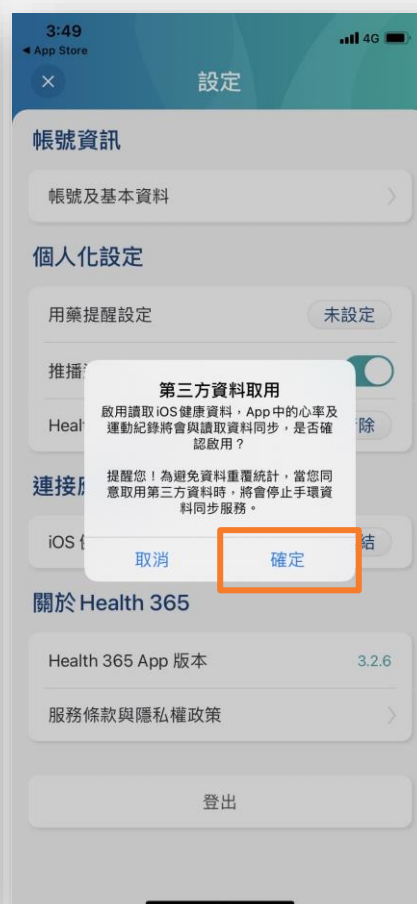 3:49
◀ App Store
4G
設定
帳號資訊
帳號及基本資料
個人化設定
用藥提醒設定
未設定
推播
第三方資料取用
啟用讀取iOS健康資料，App中的心率及
運動紀錄將會與讀取資料同步，是否確
認啟用？
提醒您！為避免資料重覆統計，當您同
意取用第三方資料時，將會停止手環資
料同步服務。
取消
確定
Heal
除
連接
iOS
結
關於Health 365
Health 365 App 版本
3.2.6
服務條款與隱私權政策
登出